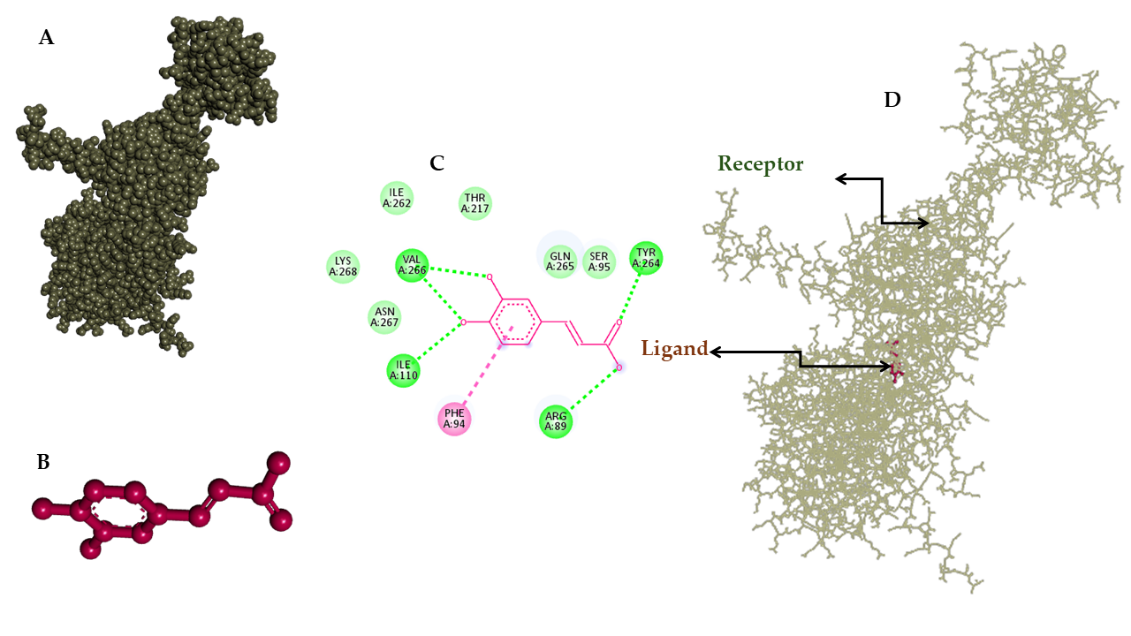 A
D
C
Receptor
ILE
A:262
THR
A:217
LYS
A:268
VAL
A:266
GLN
A:265
SER
A:95
TYR
A:264
ASN
A:267
O
O
O
O
Ligand
ILE
A:110
PHE
A:94
ARG
A:89
B